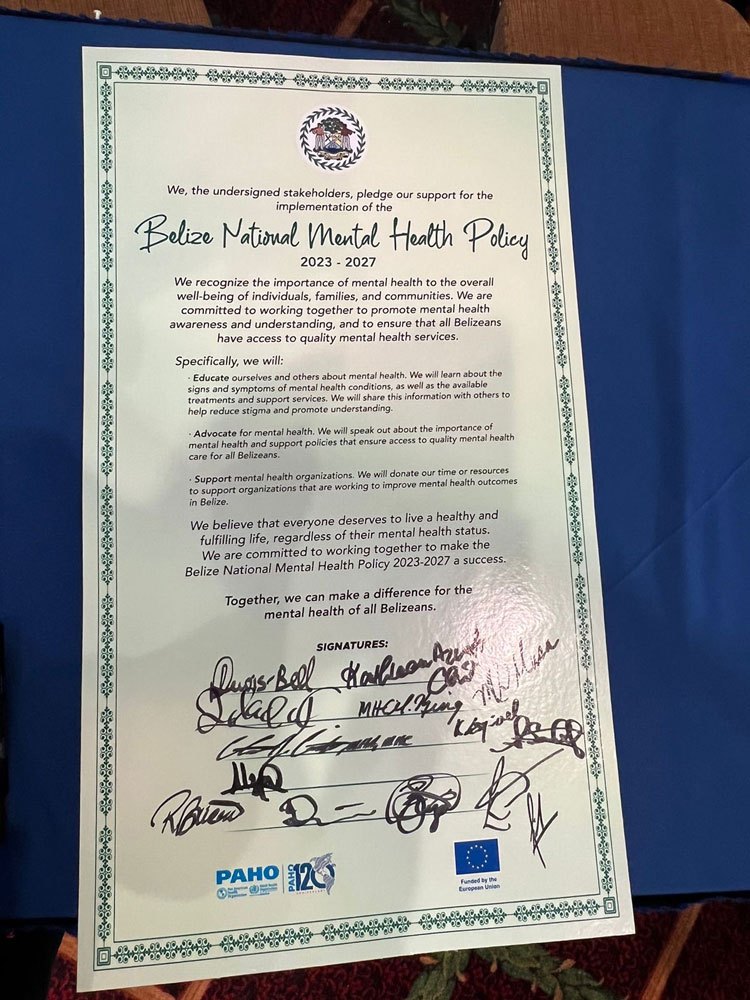 We, the undersigned stakeholders, pledge our support for the
implementation of the
Belize National Mental Health Policy
2023 - 2027
We recognize the importance of mental health to the overall
well-being of individuals, families, and communities. We are
committed to working together to promote mental health
awareness and understanding, and to ensure that all Belizeans
have access to quality mental health services.
Specifically, we will:
· Educate ourselves and others about mental health. We will learn about the
signs and symptoms of mental health conditions, as well as the available
treatments and support services. We will share this information with others to
help reduce stigma and promote understanding.
· Advocate for mental health. We will speak out about the importance of
mental health and support policies that ensure access to quality mental health
care for all Belizeans.
· Support mental health organizations. We will donate our time or resources
to support organizations that are working to improve mental health outcomes
in Belize.
We believe that everyone deserves to live a healthy and
fulfilling life, regardless of their mental health status.
We are committed to working together to make the
Belize National Mental Health Policy 2023-2027 a success.
Together, we can make a difference for the
mental health of all Belizeans.
SIGNATURES:
PAHO
PAHO 120
Funded by the
European Union